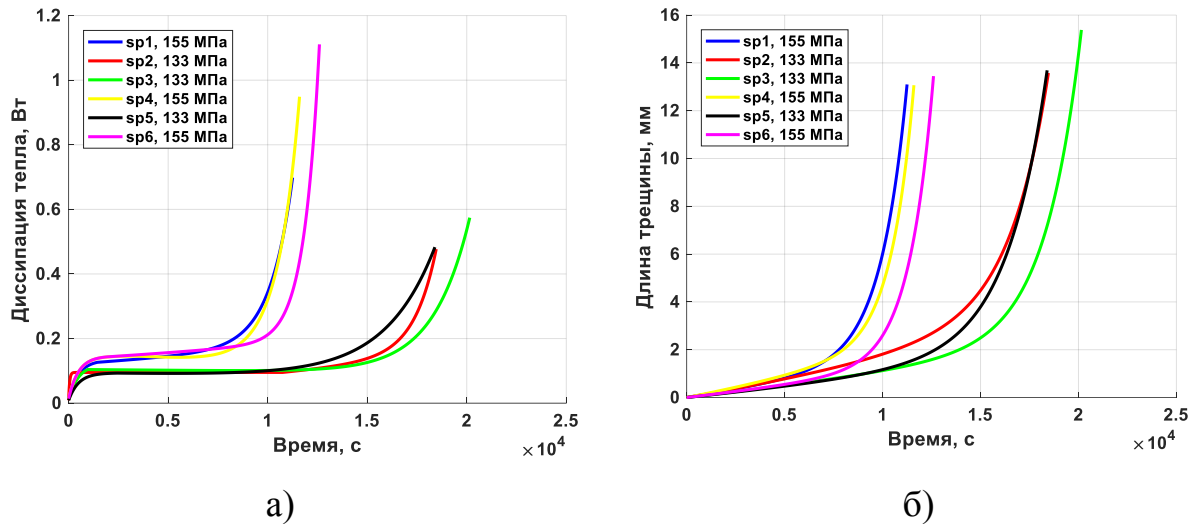 1.2
1
0.8
0.6
0.4
0.2
0
Диссипация тепла, Вт
sp1, 155 МПа
sp2, 133 МПа
sp3, 133 МПа
sp4, 155 МПа
sp5, 133 МПа
sp6, 155 МПа
0 0.5 1 1.5 2 2.5
Время, с
×10⁴
а)
16
14
12
10
8
6
4
2
0
Длина трещины, мм
sp1, 155 МПа
sp2, 133 МПа
sp3, 133 МПа
sp4, 155 МПа
sp5, 133 МПа
sp6, 155 МПа
0 0.5 1 1.5 2 2.5
Время, с
×10⁴
б)